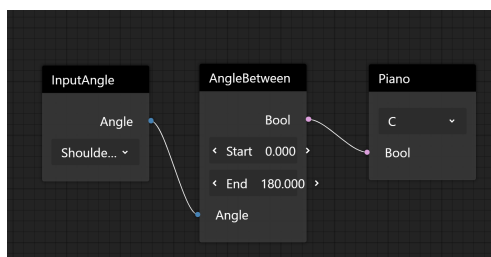 InputAngle
Angle
Shoulde...
AngleBetween
Bool
Start 0.000
End 180.000
Angle
Piano
C
Bool